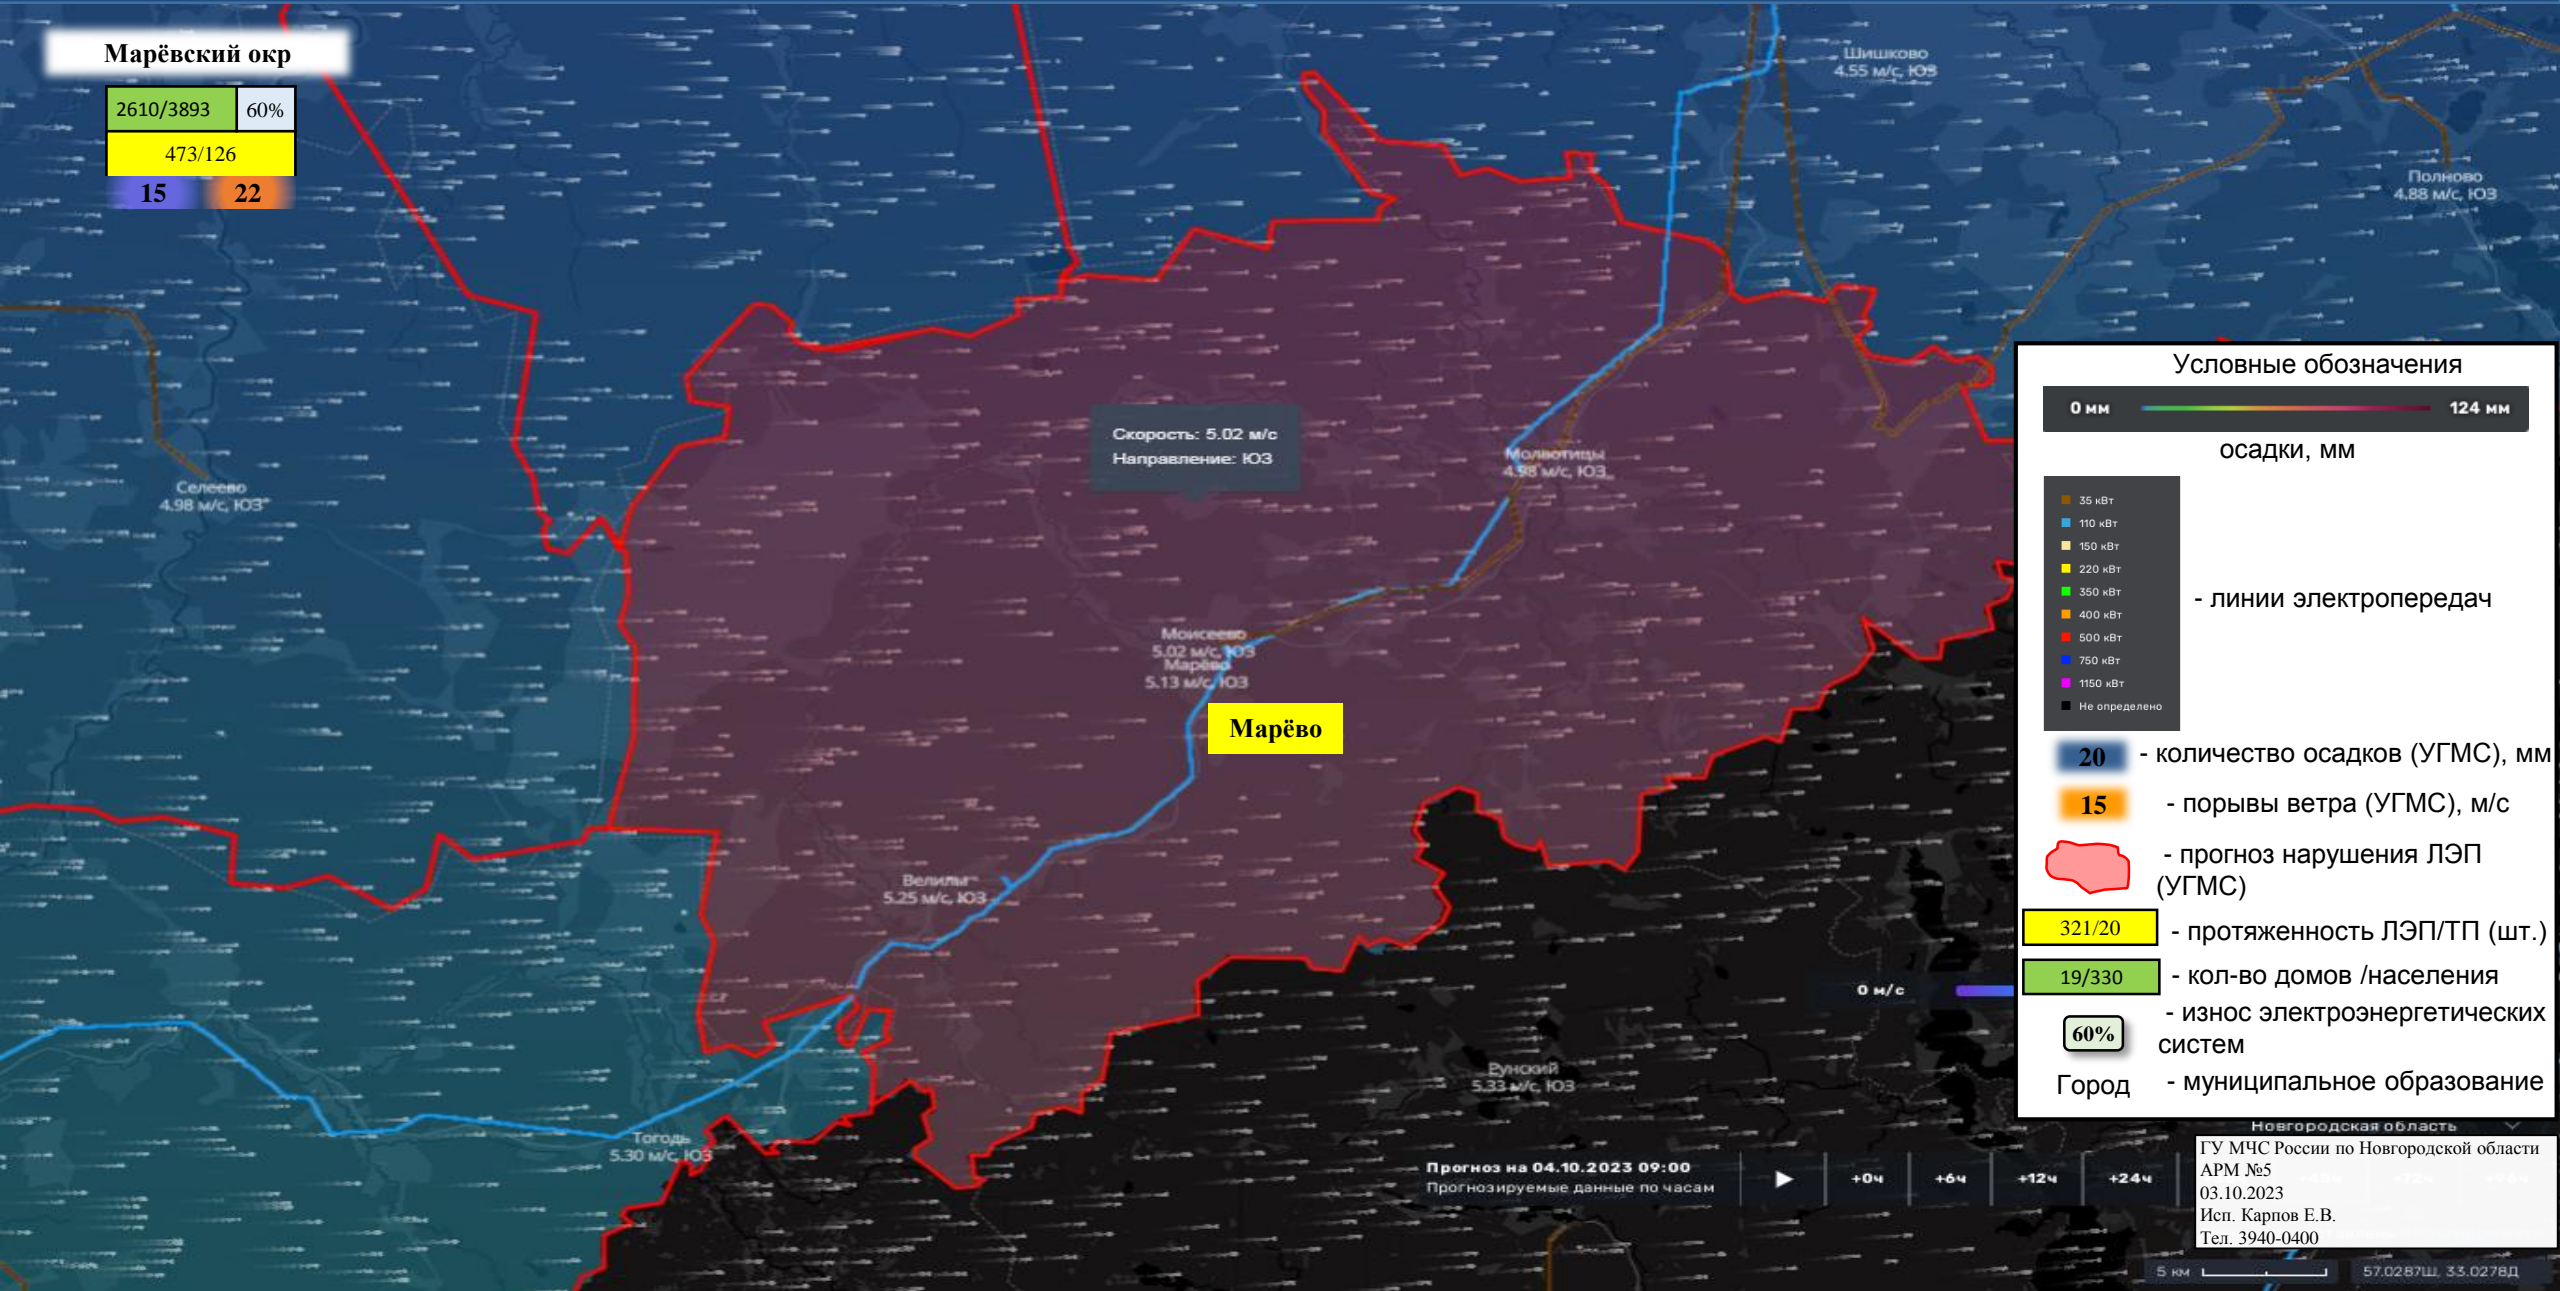 Марёвский окр
2610/3893 60%
473/126
15 22
Шишково
4.55 м/с, ЮЗ
Полново
4.88 м/с, ЮЗ
Селеево
4.98 м/с, ЮЗ
Скорость: 5.02 м/с
Направление: ЮЗ
Молвотицы
4.98 м/с, ЮЗ
Моисеево
5.02 м/с, ЮЗ
Марёво
5.13 м/с, ЮЗ
Марёво
Велилы
5.25 м/с, ЮЗ
Тогодь
5.30 м/с, ЮЗ
Рунский
5.33 м/с, ЮЗ
0 м/с
Условные обозначения
0 мм 124 мм
осадки, мм
35 кВт
110 кВт
150 кВт
220 кВт
350 кВт
400 кВт
500 кВт
750 кВт
1150 кВт
Не определено
- линии электропередач
20 - количество осадков (УГМС), мм
15 - порывы ветра (УГМС), м/с
- прогноз нарушения ЛЭП
(УГМС)
321/20 - протяженность ЛЭП/ТП (шт.)
19/330 - кол-во домов /населения
60% - износ электроэнергетических
систем
Город - муниципальное образование
Новгородская область
Прогноз на 04.10.2023 09:00
Прогнозируемые данные по часам
+0ч +6ч +12ч +24ч
ГУ МЧС России по Новгородской области
АРМ №5
03.10.2023
Исп. Карпов Е.В.
Тел. 3940-0400
5 км 57.0287Ш, 33.0278Д